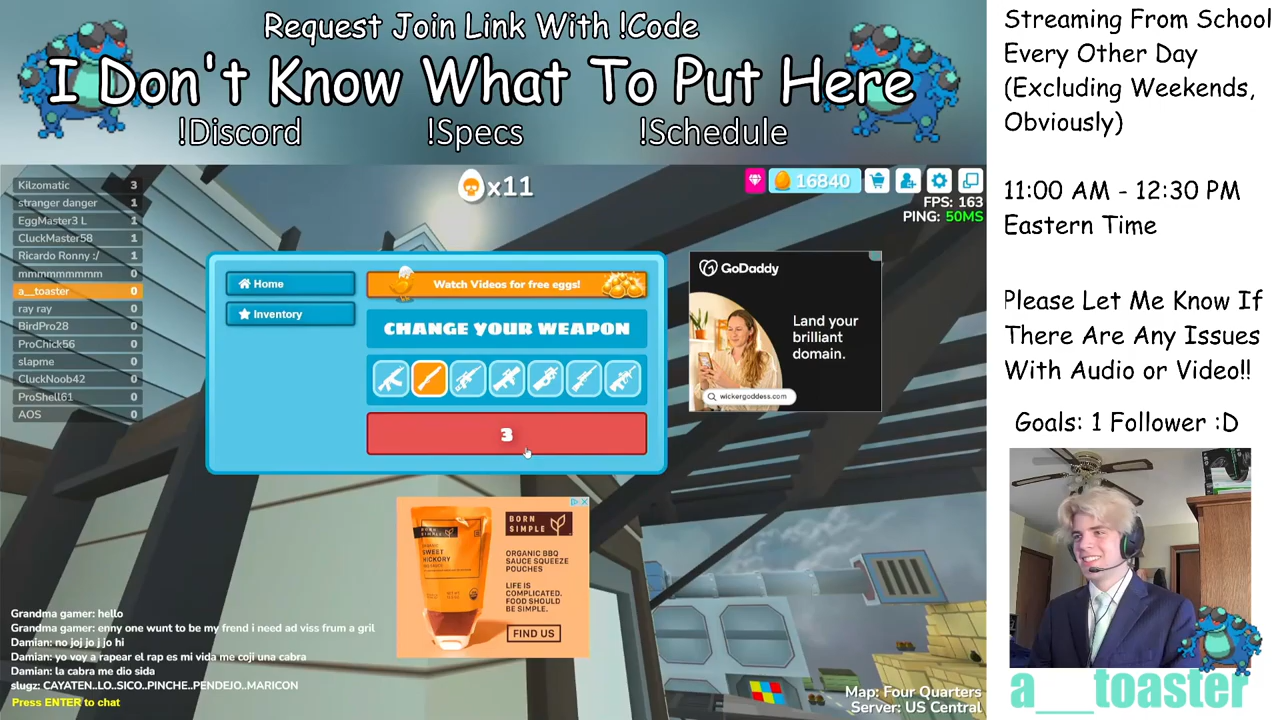 Request Join Link With !Code
I Don't Know What To Put Here
!Discord !Specs !Schedule
Streaming From School
Every Other Day
(Excluding Weekends,
Obviously)
11:00 AM - 12:30 PM
Eastern Time
Please Let Me Know If
There Are Any Issues
With Audio or Video!!
Goals: 1 Follower :D
a__toaster
Kilzomatic 3
stranger danger 1
EggMaster3 L 1
CluckMaster58 1
Ricardo Ronny :/ 1
mmmmmmmmm 0
a__toaster 0
ray ray 0
BirdPro28 0
ProChick56 0
slapme 0
CluckNoob42 0
ProShell61 0
AOS 0
x11
16840
FPS: 163
PING: 50MS
Home
Inventory
Watch Videos for free eggs!
CHANGE YOUR WEAPON
3
GoDaddy
Land your
brilliant
domain.
wickergoddess.com
BORN
SIMPLE
ORGANIC BBQ
SAUCE SQUEEZE
POUCHES
LIFE IS
COMPLICATED.
FOOD SHOULD
BE SIMPLE.
FIND US
SWEET
HICKORY
Grandma gamer: hello
Grandma gamer: enny one wunt to be my frend i need ad viss frum a gril
Damian: no joj jo j jo hi
Damian: yo voy a rapear el rap es mi vida me coji una cabra
Damian: la cabra me dio sida
slugz: CAYATEN..LO..SICO..PINCHE..PENDEJO..MARICON
Press ENTER to chat
Map: Four Quarters
Server: US Central